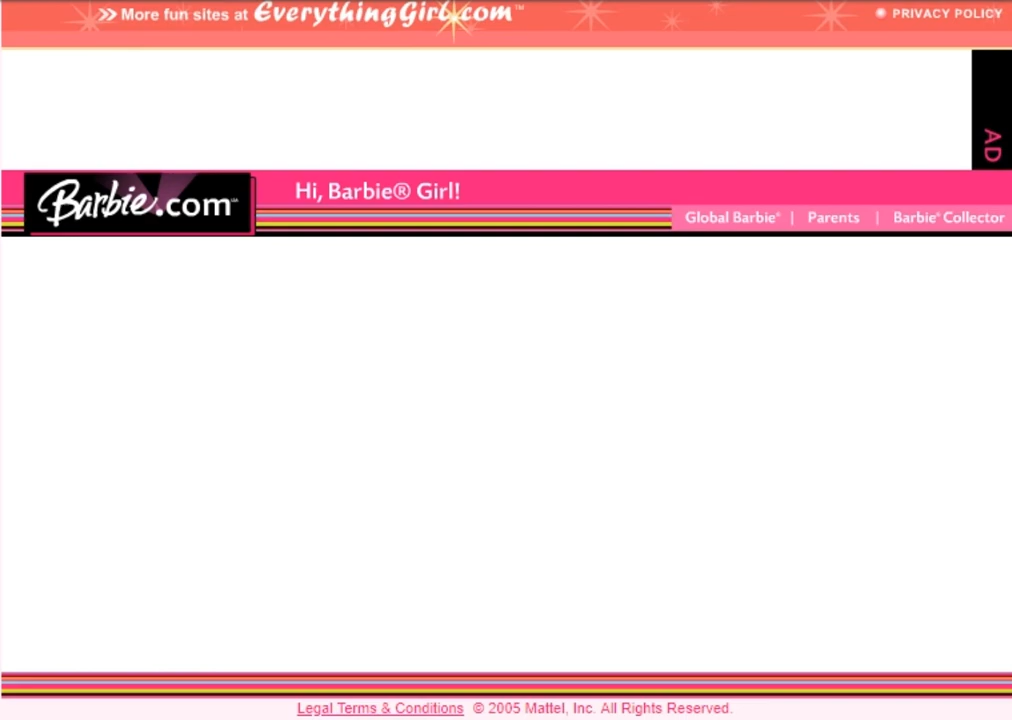 » More fun sites at EverythingGirl.com™
PRIVACY POLICY
AD
Barbie.com
Hi, Barbie® Girl!
Global Barbie® | Parents | Barbie® Collector
Legal Terms & Conditions © 2005 Mattel, Inc. All Rights Reserved.